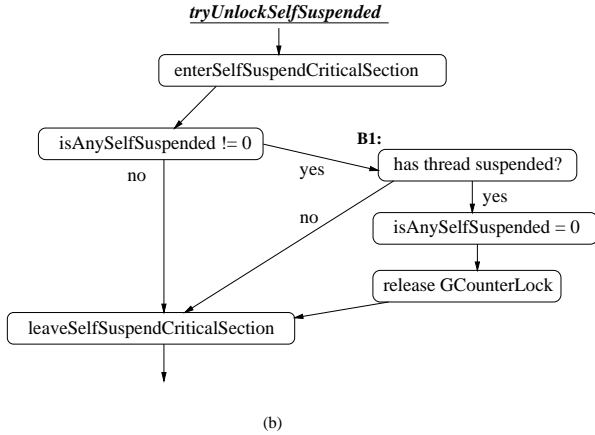 tryUnlockSelfSuspended
enterSelfSuspendCriticalSection
isAnySelfSuspended != 0
B1:
has thread suspended?
yes
no
no
yes
isAnySelfSuspended = 0
release GCounterLock
leaveSelfSuspendCriticalSection
(b)